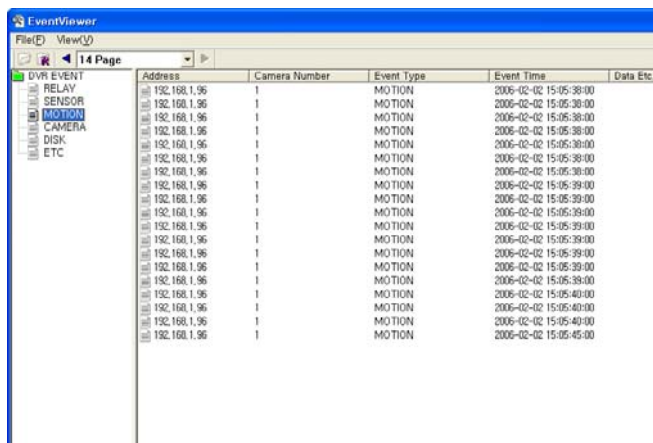 EventViewer
File(F) View(V)
14 Page
DVR EVENT
RELAY
SENSOR
MOTION
CAMERA
DISK
ETC
Address Camera Number Event Type Event Time Data Etc
192,168,1,96 1 MOTION 2006-02-02 15:05:38:00
192,168,1,96 1 MOTION 2006-02-02 15:05:38:00
192,168,1,96 1 MOTION 2006-02-02 15:05:38:00
192,168,1,96 1 MOTION 2006-02-02 15:05:38:00
192,168,1,96 1 MOTION 2006-02-02 15:05:38:00
192,168,1,96 1 MOTION 2006-02-02 15:05:38:00
192,168,1,96 1 MOTION 2006-02-02 15:05:38:00
192,168,1,96 1 MOTION 2006-02-02 15:05:39:00
192,168,1,96 1 MOTION 2006-02-02 15:05:39:00
192,168,1,96 1 MOTION 2006-02-02 15:05:39:00
192,168,1,96 1 MOTION 2006-02-02 15:05:39:00
192,168,1,96 1 MOTION 2006-02-02 15:05:39:00
192,168,1,96 1 MOTION 2006-02-02 15:05:39:00
192,168,1,96 1 MOTION 2006-02-02 15:05:39:00
192,168,1,96 1 MOTION 2006-02-02 15:05:39:00
192,168,1,96 1 MOTION 2006-02-02 15:05:40:00
192,168,1,96 1 MOTION 2006-02-02 15:05:40:00
192,168,1,96 1 MOTION 2006-02-02 15:05:40:00
192,168,1,96 1 MOTION 2006-02-02 15:05:45:00